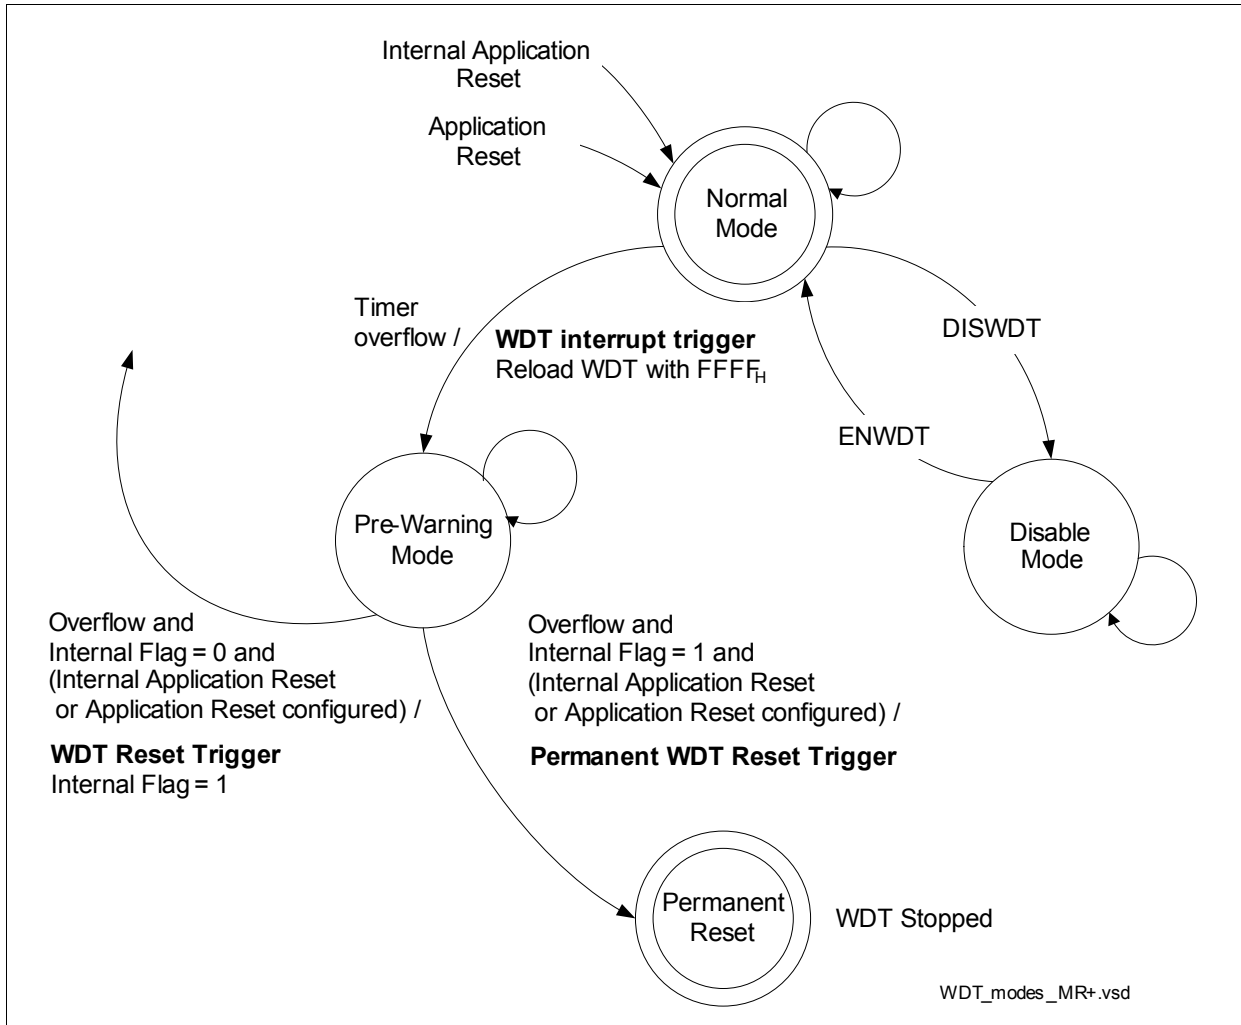 Internal Application
Reset
Application
Reset
Normal
Mode
Timer
overflow /
WDT interrupt trigger
Reload WDT with FFFFH
DISWDT
ENWDT
Pre-Warning
Mode
Disable
Mode
Overflow and
Internal Flag = 0 and
(Internal Application Reset
or Application Reset configured) /
WDT Reset Trigger
Internal Flag = 1
Overflow and
Internal Flag = 1 and
(Internal Application Reset
or Application Reset configured) /
Permanent WDT Reset Trigger
Permanent
Reset
WDT Stopped
WDT_modes_MR+.vsd